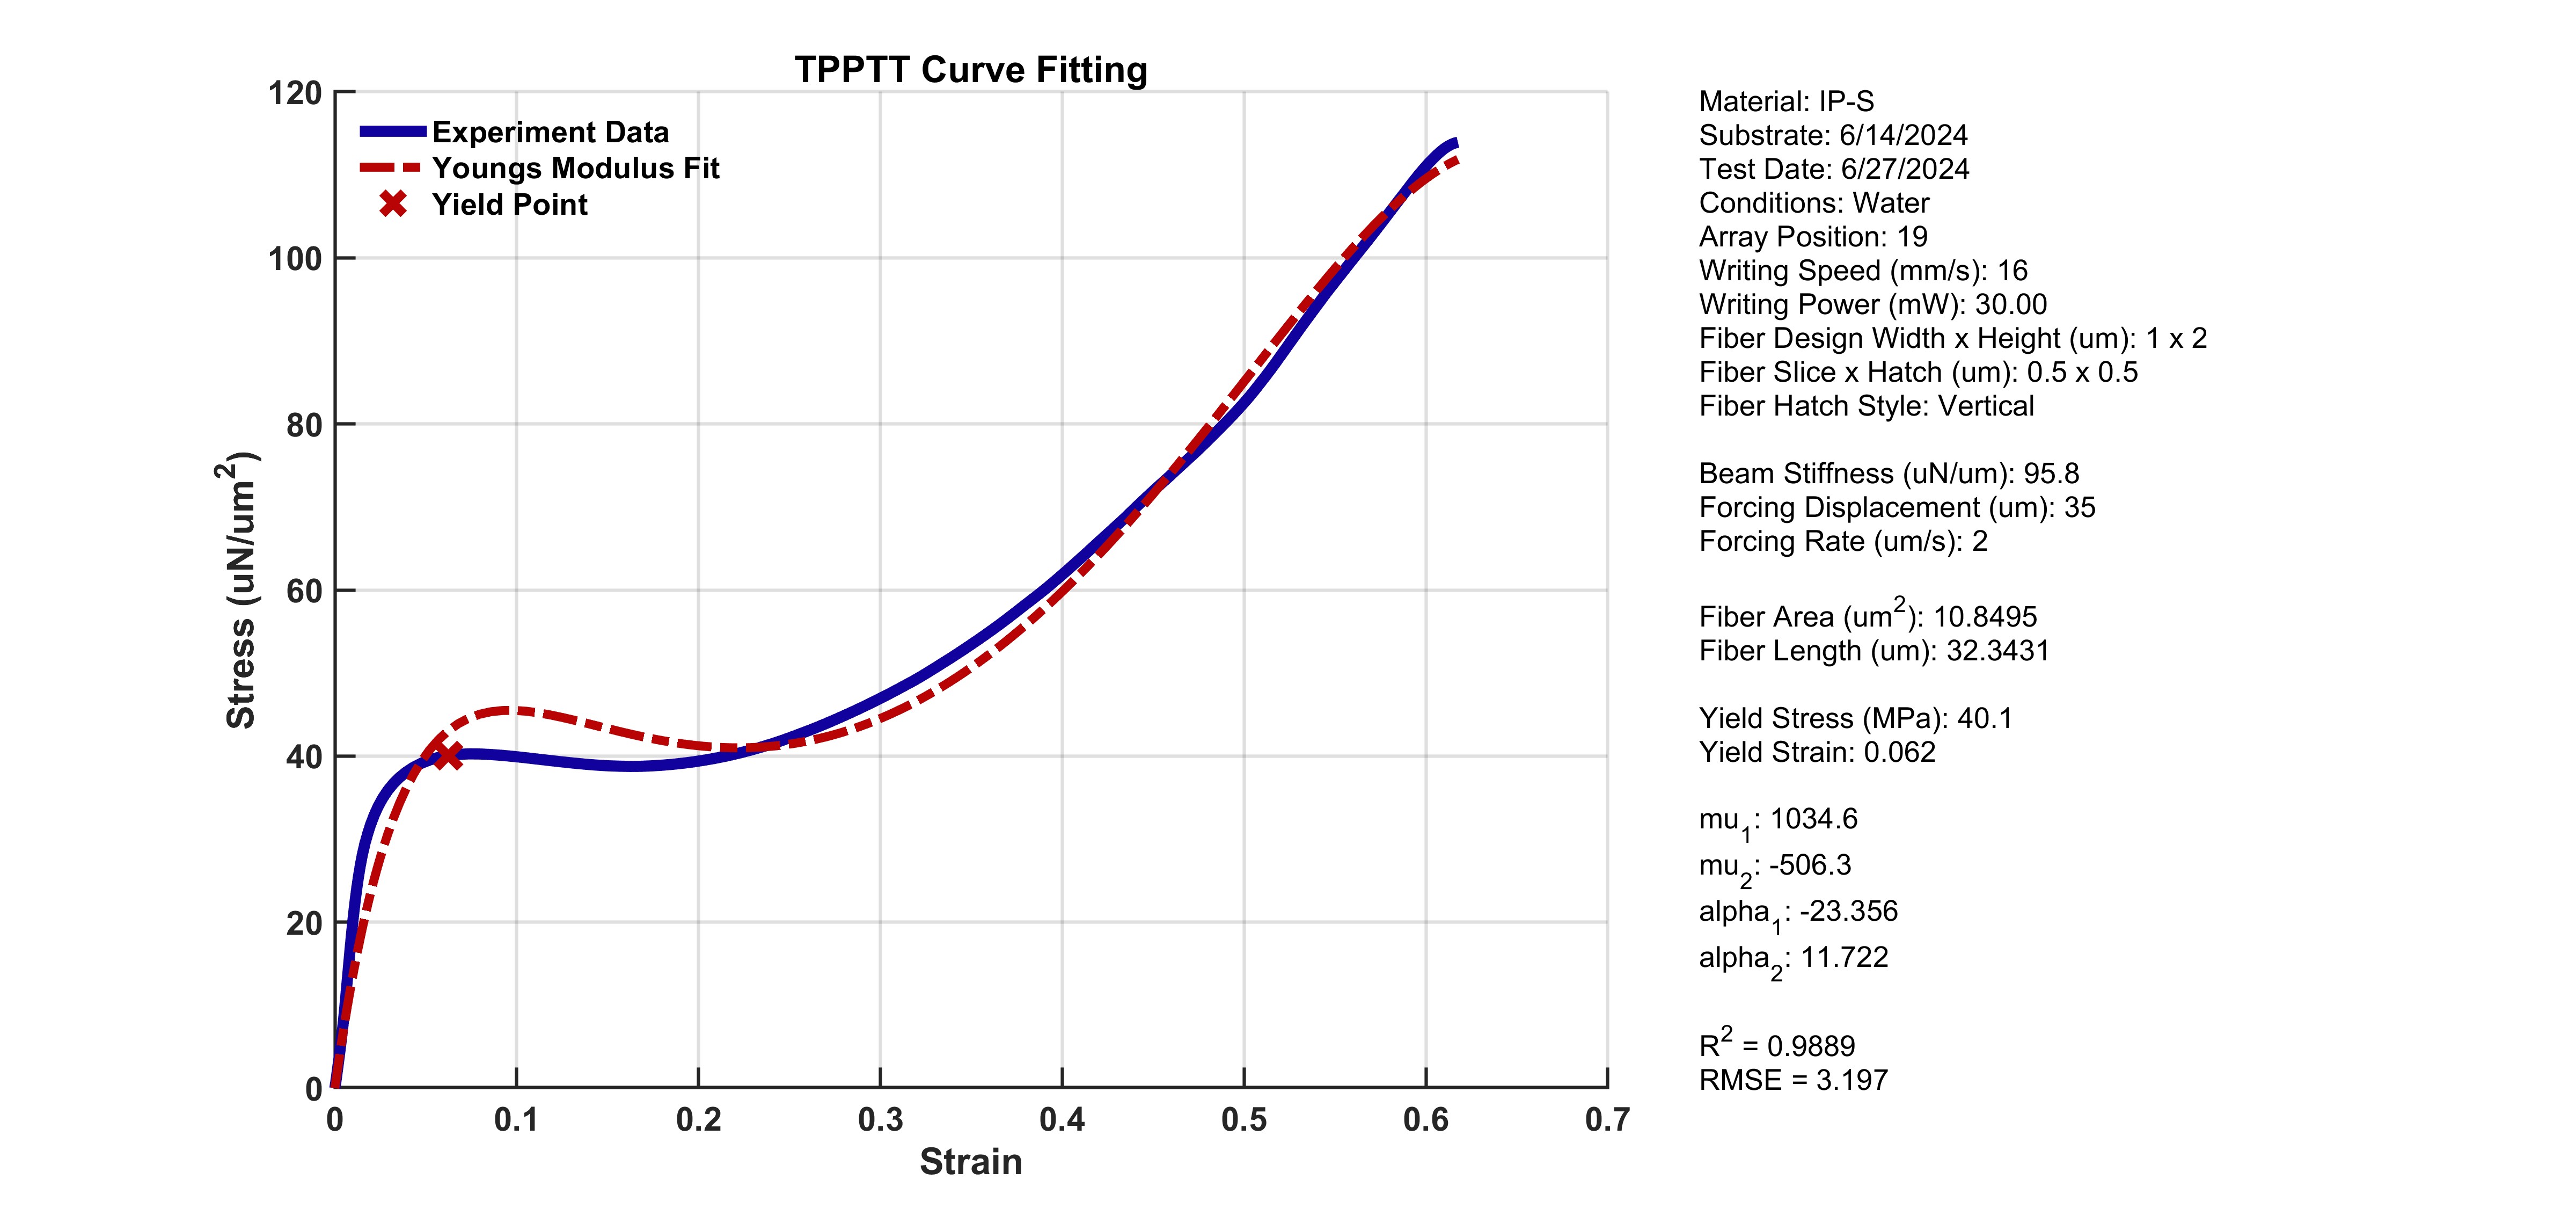 TPPTT Curve Fitting
120
100
80
60
40
20
0
Stress (uN/um²)
Experiment Data
Youngs Modulus Fit
Yield Point
0 0.1 0.2 0.3 0.4 0.5 0.6 0.7
Strain
Material: IP-S
Substrate: 6/14/2024
Test Date: 6/27/2024
Conditions: Water
Array Position: 19
Writing Speed (mm/s): 16
Writing Power (mW): 30.00
Fiber Design Width x Height (um): 1 x 2
Fiber Slice x Hatch (um): 0.5 x 0.5
Fiber Hatch Style: Vertical
Beam Stiffness (uN/um): 95.8
Forcing Displacement (um): 35
Forcing Rate (um/s): 2
Fiber Area (um²): 10.8495
Fiber Length (um): 32.3431
Yield Stress (MPa): 40.1
Yield Strain: 0.062
mu₁: 1034.6
mu₂: -506.3
alpha₁: -23.356
alpha₂: 11.722
R² = 0.9889
RMSE = 3.197